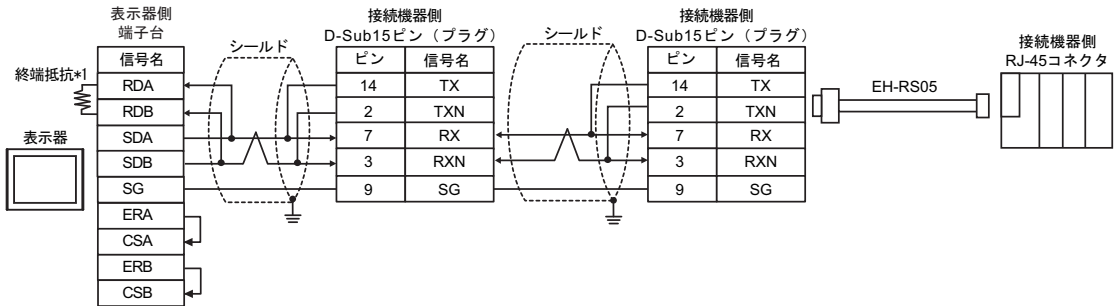 表示器側
端子台
信号名
RDA
RDB
SDA
SDB
SG
ERA
CSA
ERB
CSB
終端抵抗*1
表示器
シールド
接続機器側
D-Sub15ピン（プラグ）
ピン 信号名
14 TX
2 TXN
7 RX
3 RXN
9 SG
シールド
接続機器側
D-Sub15ピン（プラグ）
ピン 信号名
14 TX
2 TXN
7 RX
3 RXN
9 SG
EH-RS05
接続機器側
RJ-45コネクタ